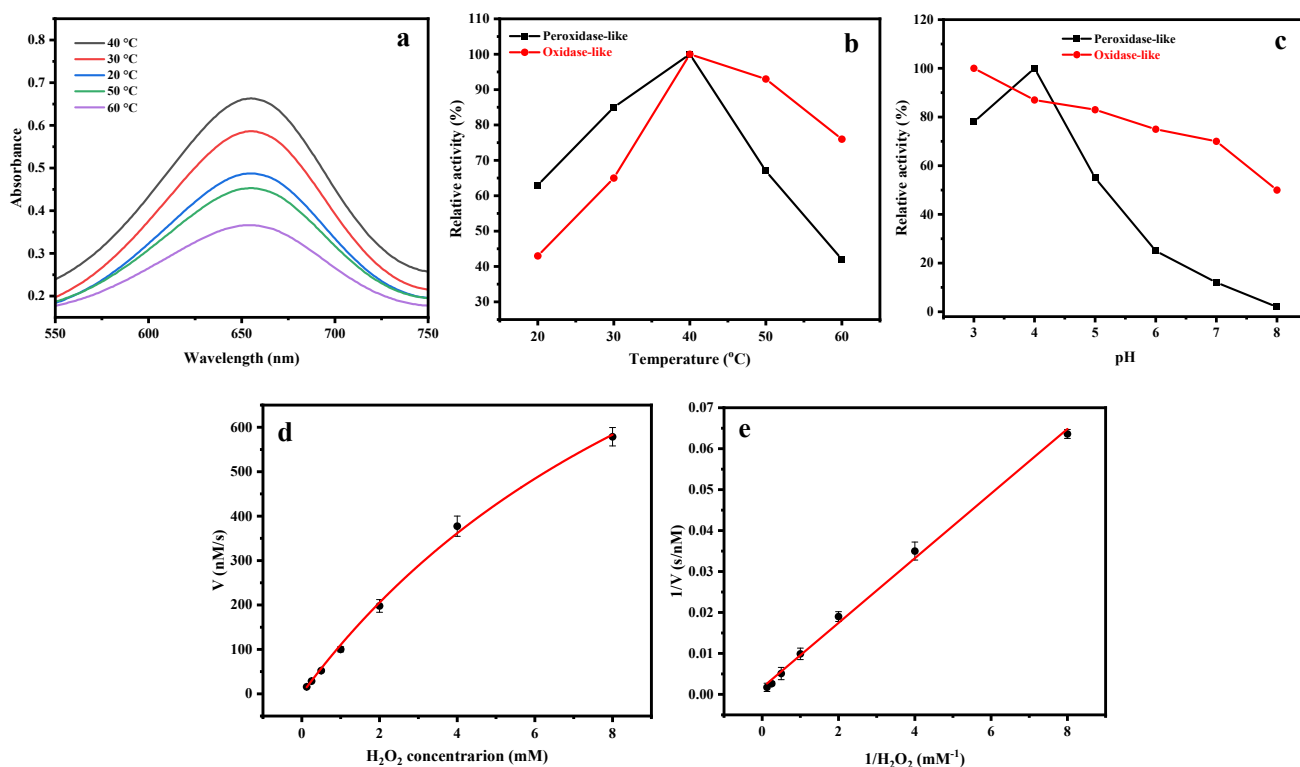 a
40 °C
30 °C
20 °C
50 °C
60 °C
0.8
0.7
0.6
0.5
0.4
0.3
0.2
550
600
650
700
750
Absorbance
Wavelength (nm)
b
Peroxidase-like
Oxidase-like
110
100
90
80
70
60
50
40
30
20
30
40
50
60
Relative activity (%)
Temperature (°C)
c
Peroxidase-like
Oxidase-like
120
100
80
60
40
20
0
3
4
5
6
7
8
Relative activity (%)
pH
d
600
500
400
300
200
100
0
0
2
4
6
8
V (nM/s)
H₂O₂ concentrarion (mM)
e
0.07
0.06
0.05
0.04
0.03
0.02
0.01
0.00
0
2
4
6
8
1/V (s/nM)
1/H₂O₂ (mM⁻¹)